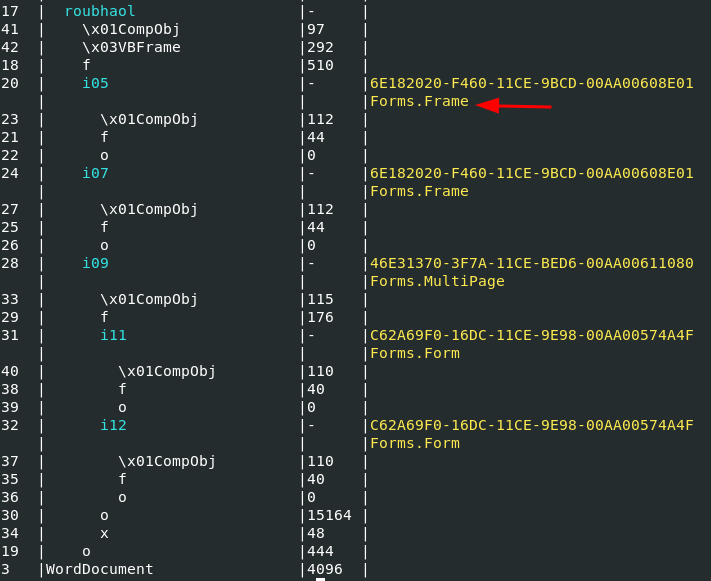 17  |  roubhaol                   |-     |
41  |    \x01CompObj              |97    |
42  |    \x03VBFrame              |292   |
18  |    f                        |510   |
20  |    i05                      |-     |6E182020-F460-11CE-9BCD-00AA00608E01
    |                             |      |Forms.Frame
23  |      \x01CompObj            |112   |
21  |      f                      |44    |
22  |      o                      |0     |
24  |    i07                      |-     |6E182020-F460-11CE-9BCD-00AA00608E01
    |                             |      |Forms.Frame
27  |      \x01CompObj            |112   |
25  |      f                      |44    |
26  |      o                      |0     |
28  |    i09                      |-     |46E31370-3F7A-11CE-BED6-00AA00611080
    |                             |      |Forms.MultiPage
33  |      \x01CompObj            |115   |
29  |      f                      |176   |
31  |      i11                    |-     |C62A69F0-16DC-11CE-9E98-00AA00574A4F
    |                             |      |Forms.Form
40  |        \x01CompObj          |110   |
38  |        f                    |40    |
39  |        o                    |0     |
32  |      i12                    |-     |C62A69F0-16DC-11CE-9E98-00AA00574A4F
    |                             |      |Forms.Form
37  |        \x01CompObj          |110   |
35  |        f                    |40    |
36  |        o                    |0     |
30  |      o                      |15164 |
34  |      x                      |48    |
19  |    o                        |444   |
3   |WordDocument                 |4096  |